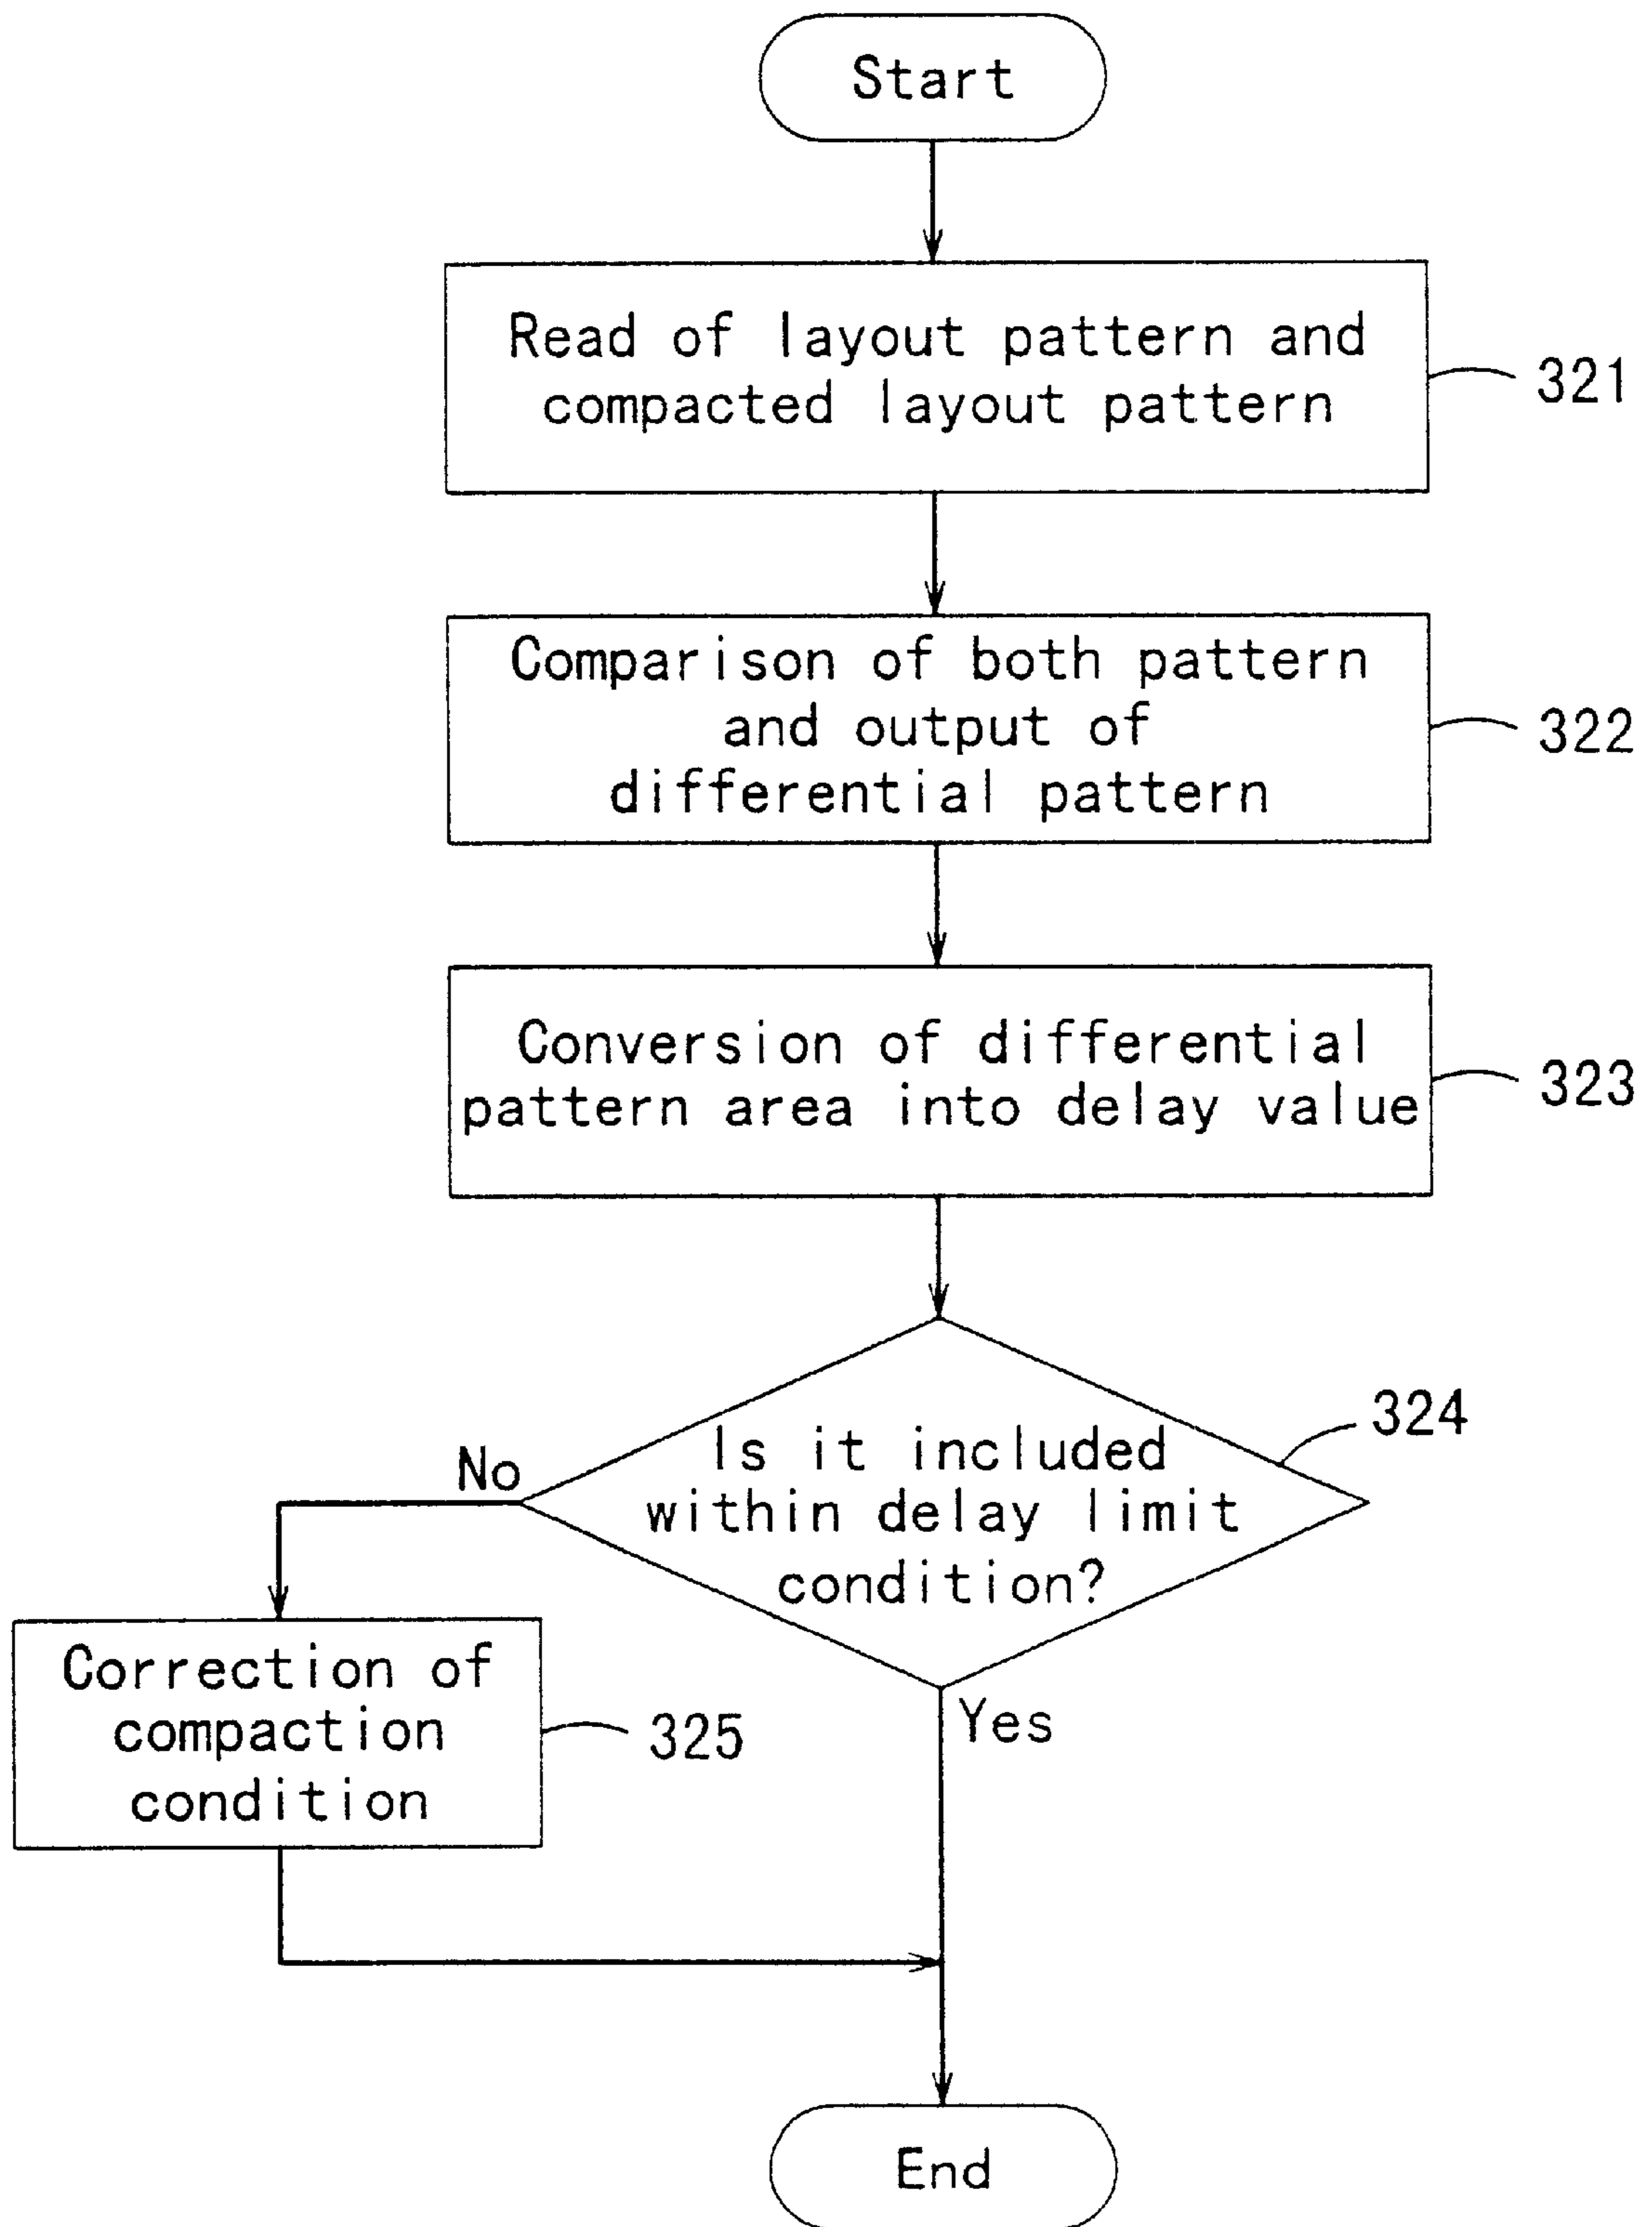 Start
Read of layout pattern and
compacted layout pattern
321
Comparison of both pattern
and output of
differential pattern
322
Conversion of differential
pattern area into delay value
323
Is it included
within delay limit
condition?
324
No
Yes
Correction of
compaction
condition
325
End